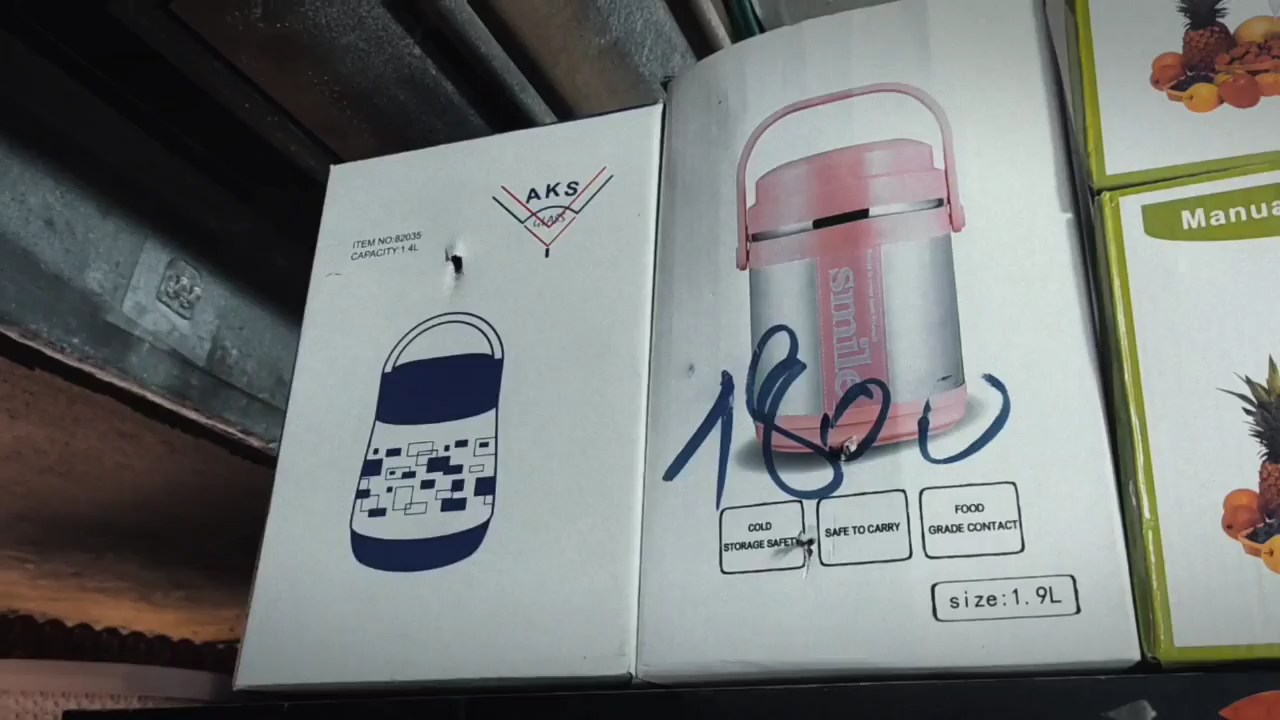 AKS
GLASS
ITEM NO:82035
CAPACITY:1.4L
Smile
1800
COLD
STORAGE SAFETY
SAFE TO CARRY
FOOD
GRADE CONTACT
size:1.9L
Manua